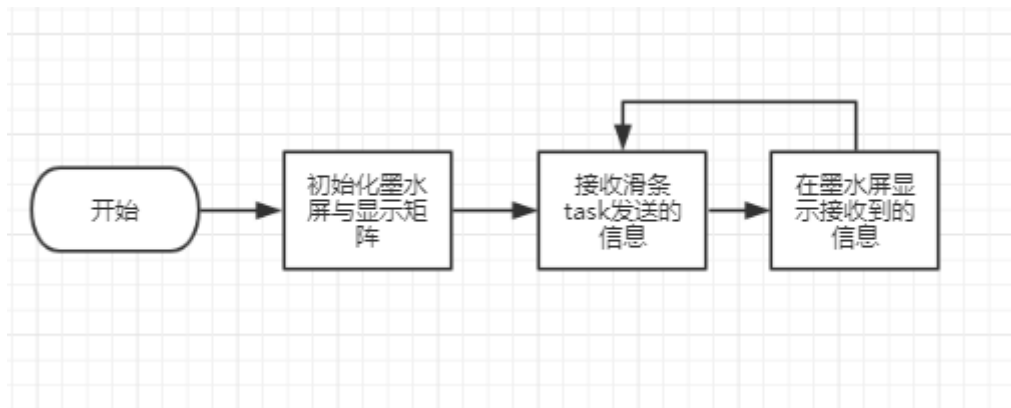 开始
初始化墨水
屏与显示矩
阵
接收滑条
task发送的
信息
在墨水屏显
示接收到的
信息